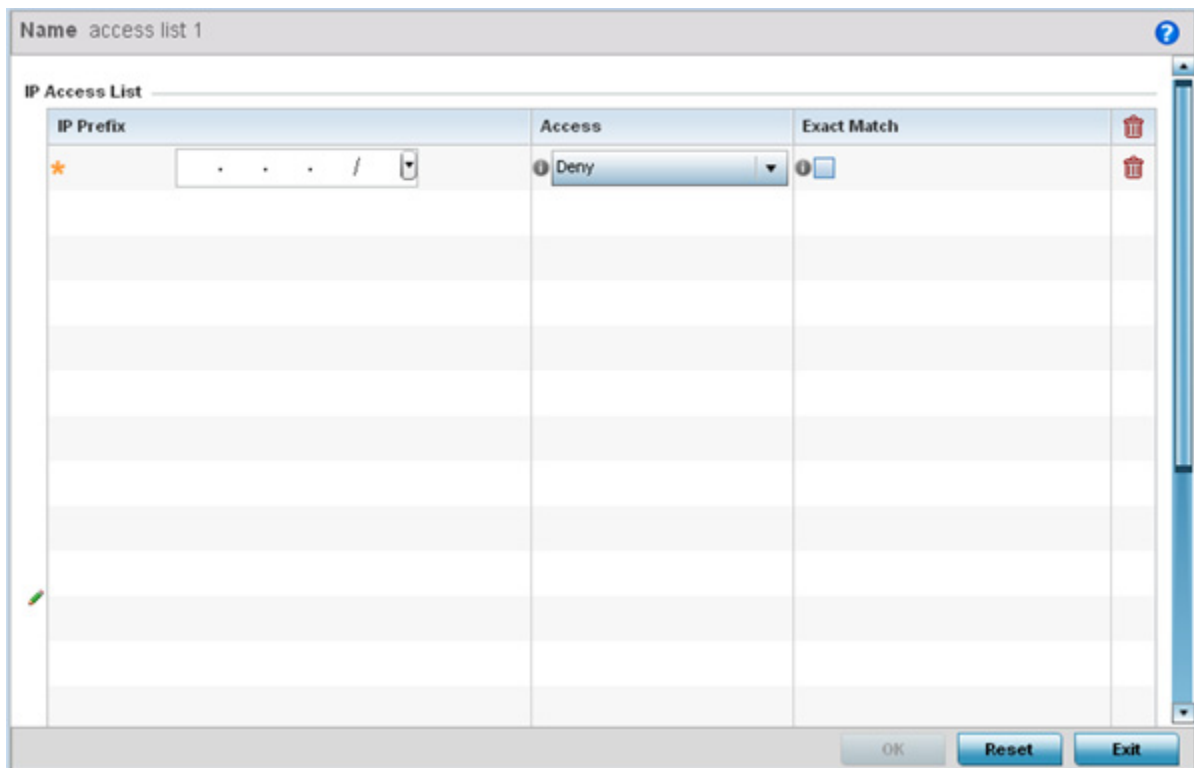 Name access list 1
?
IP Access List
IP Prefix Access Exact Match
* . . . / Deny
OK Reset Exit